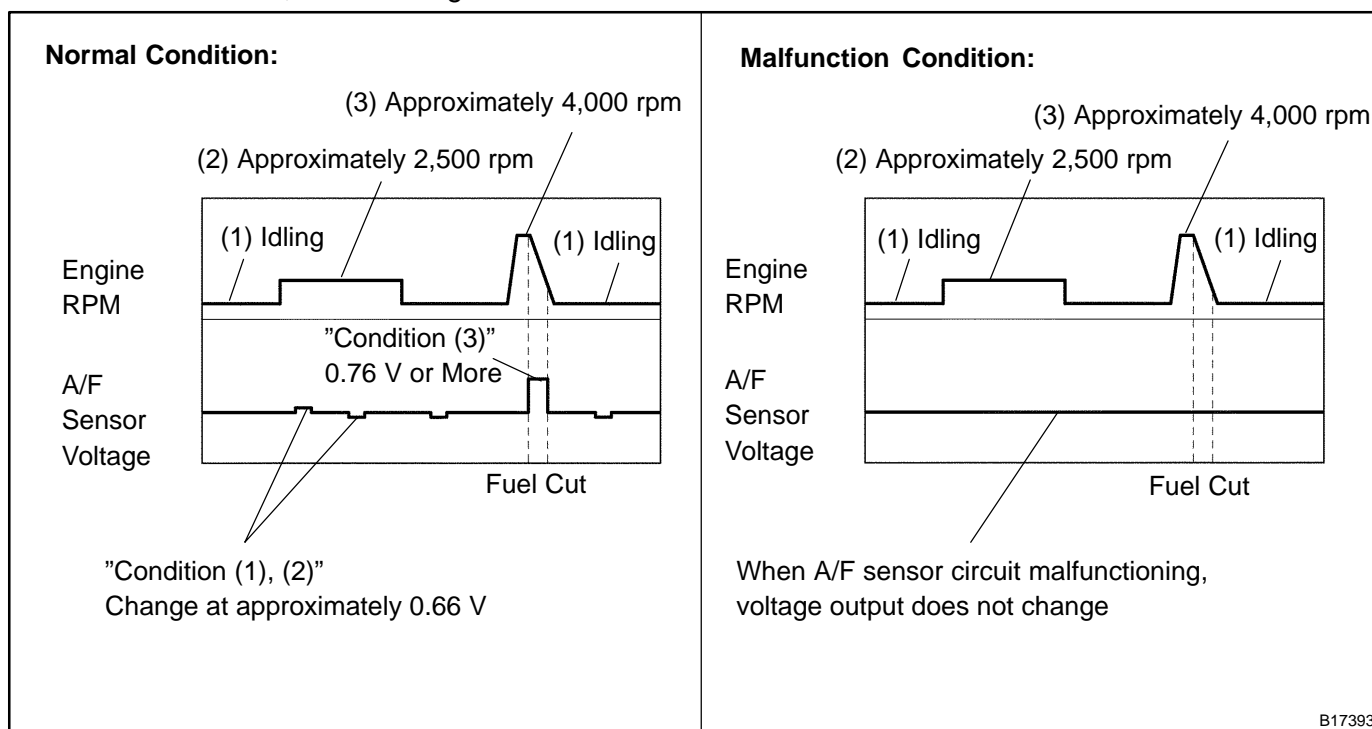 Normal Condition:
(3) Approximately 4,000 rpm
(2) Approximately 2,500 rpm
(1) Idling
(1) Idling
Engine
RPM
”Condition (3)”
0.76 V or More
A/F
Sensor
Voltage
Fuel Cut
”Condition (1), (2)”
Change at approximately 0.66 V
Malfunction Condition:
(3) Approximately 4,000 rpm
(2) Approximately 2,500 rpm
(1) Idling
(1) Idling
Engine
RPM
A/F
Sensor
Voltage
Fuel Cut
When A/F sensor circuit malfunctioning,
voltage output does not change
B17393